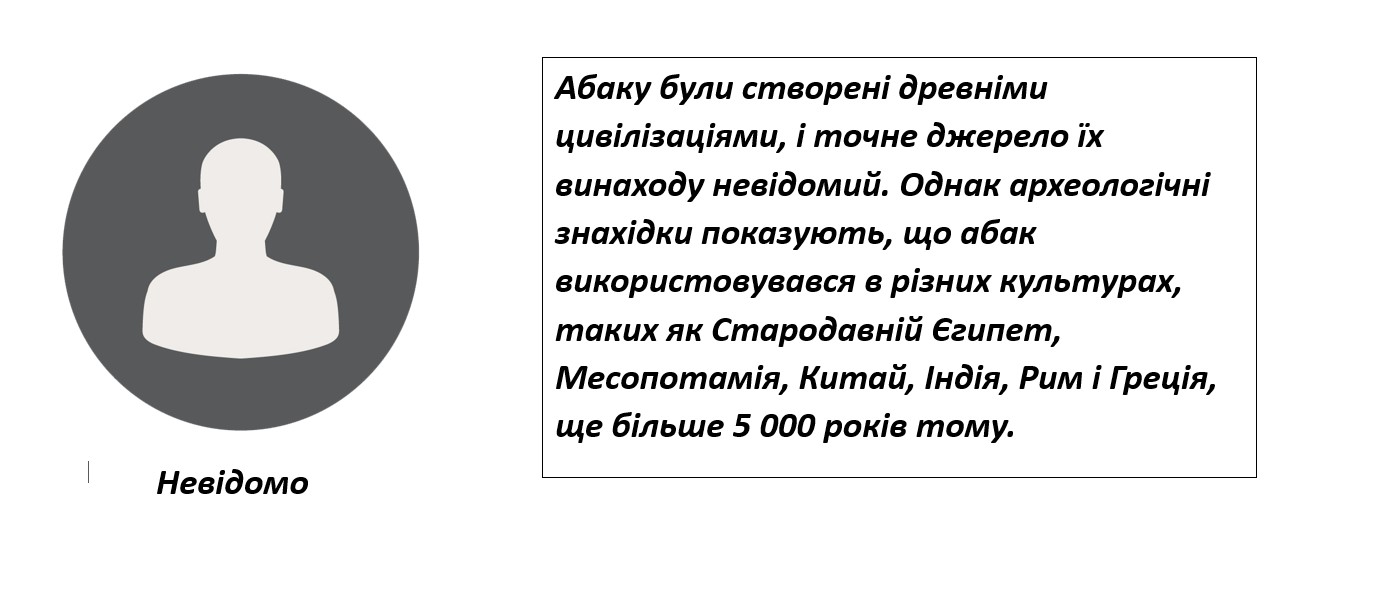 Абаку були створені древніми
цивілізаціями, і точне джерело їх
винаходу невідомий. Однак археологічні
знахідки показують, що абак
використовувався в різних культурах,
таких як Стародавній Єгипет,
Месопотамія, Китай, Індія, Рим і Греція,
ще більше 5 000 років тому.
Невідомо